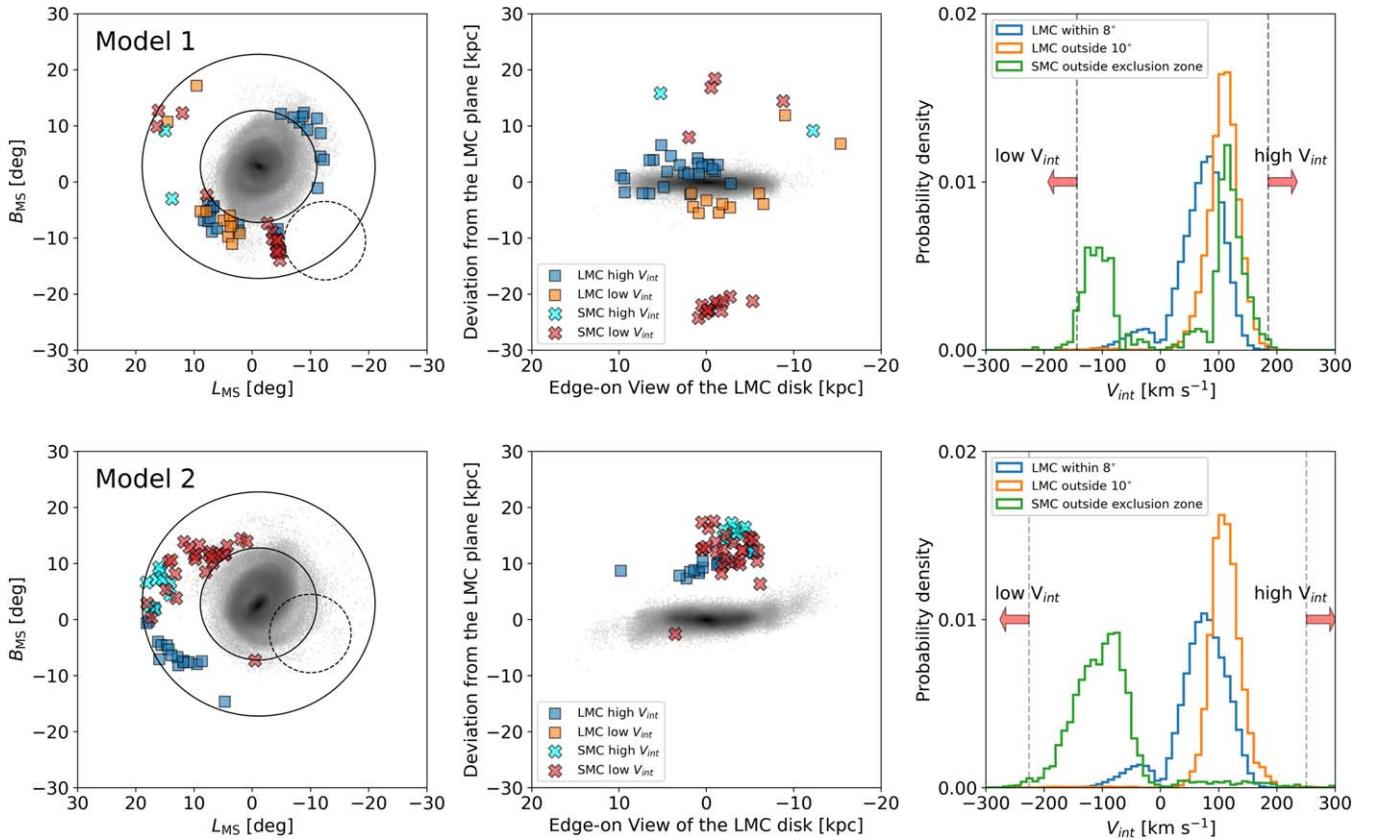 Model 1
30
20
10
0
−10
−20
−30
B_MS [deg]
30 20 10 0 −10 −20 −30
L_MS [deg]
30
20
10
0
−10
−20
−30
Deviation from the LMC plane [kpc]
LMC high V_int
LMC low V_int
SMC high V_int
SMC low V_int
20 10 0 −10 −20
Edge-on View of the LMC disk [kpc]
0.02
0.01
0.00
Probability density
LMC within 8°
LMC outside 10°
SMC outside exclusion zone
low V_int
high V_int
−300 −200 −100 0 100 200 300
V_int [km s⁻¹]
Model 2
30
20
10
0
−10
−20
−30
B_MS [deg]
30 20 10 0 −10 −20 −30
L_MS [deg]
30
20
10
0
−10
−20
−30
Deviation from the LMC plane [kpc]
LMC high V_int
LMC low V_int
SMC high V_int
SMC low V_int
20 10 0 −10 −20
Edge-on View of the LMC disk [kpc]
0.02
0.01
0.00
Probability density
LMC within 8°
LMC outside 10°
SMC outside exclusion zone
low V_int
high V_int
−300 −200 −100 0 100 200 300
V_int [km s⁻¹]